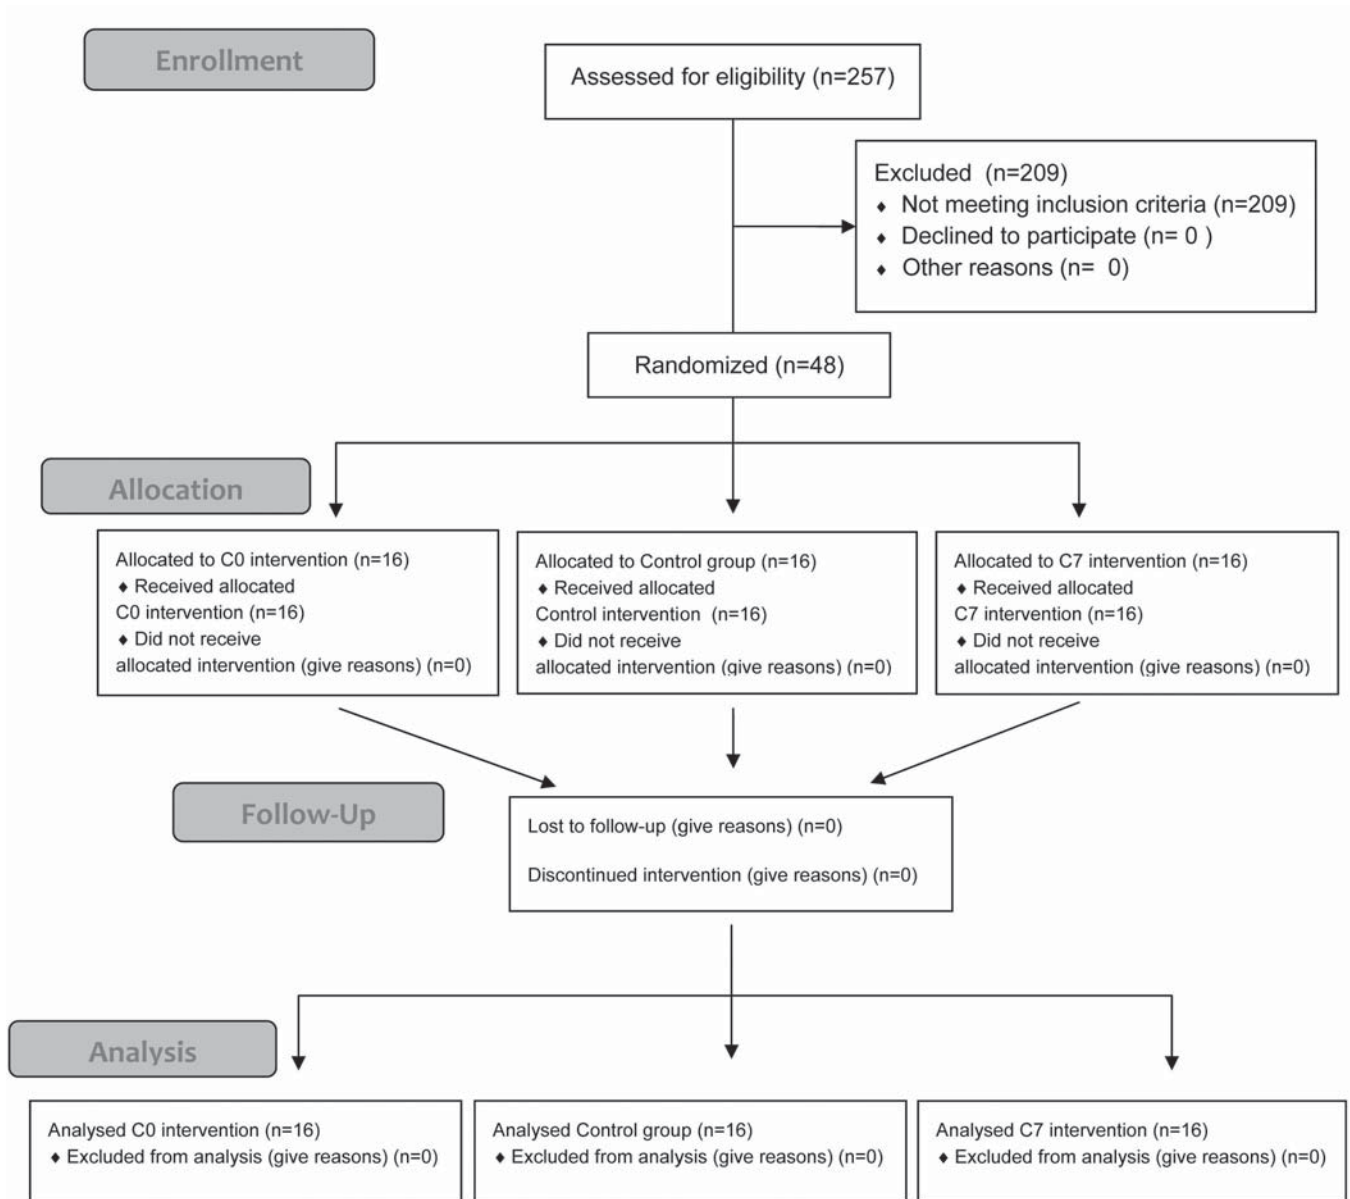 Enrollment
Assessed for eligibility (n=257)
Excluded  (n=209)
♦ Not meeting inclusion criteria (n=209)
♦ Declined to participate (n= 0 )
♦ Other reasons (n=  0)
Randomized (n=48)
Allocation
Allocated to C0 intervention (n=16)
♦ Received allocated
C0 intervention (n=16)
♦ Did not receive
allocated intervention (give reasons) (n=0)
Allocated to Control group (n=16)
♦ Received allocated
Control intervention  (n=16)
♦ Did not receive
allocated intervention (give reasons) (n=0)
Allocated to C7 intervention (n=16)
♦ Received allocated
C7 intervention (n=16)
♦ Did not receive
allocated intervention (give reasons) (n=0)
Follow-Up
Lost to follow-up (give reasons) (n=0)
Discontinued intervention (give reasons) (n=0)
Analysis
Analysed C0 intervention (n=16)
♦ Excluded from analysis (give reasons) (n=0)
Analysed Control group (n=16)
♦ Excluded from analysis (give reasons) (n=0)
Analysed C7 intervention (n=16)
♦ Excluded from analysis (give reasons) (n=0)